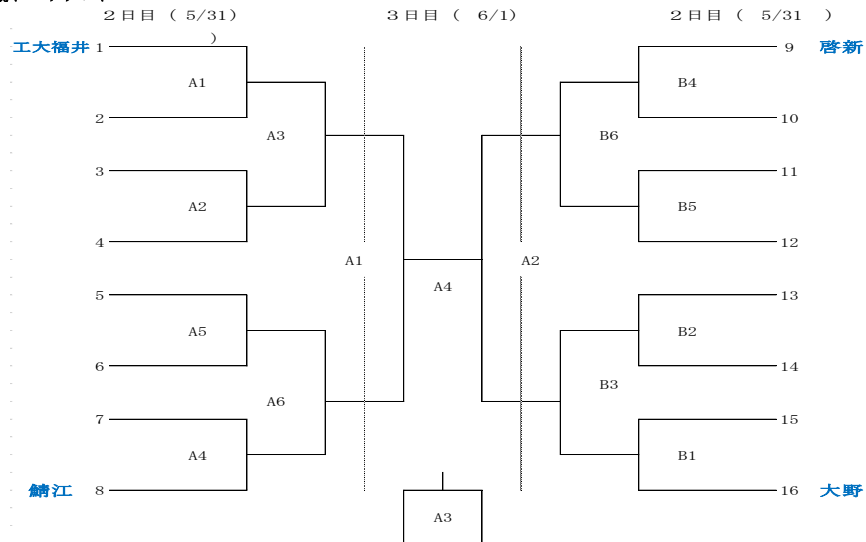 ２日目（ 5/31） ３日目（ 6/1） ２日目（ 5/31 ）
）
工大福井 1 9 啓新
A1 B4
2 10
A3 B6
3 11
A2 B5
4 12
A1 A2
A4
5 13
A5 B2
6 14
A6 B3
7 15
A4 B1
鯖江 8 16 大野
A3